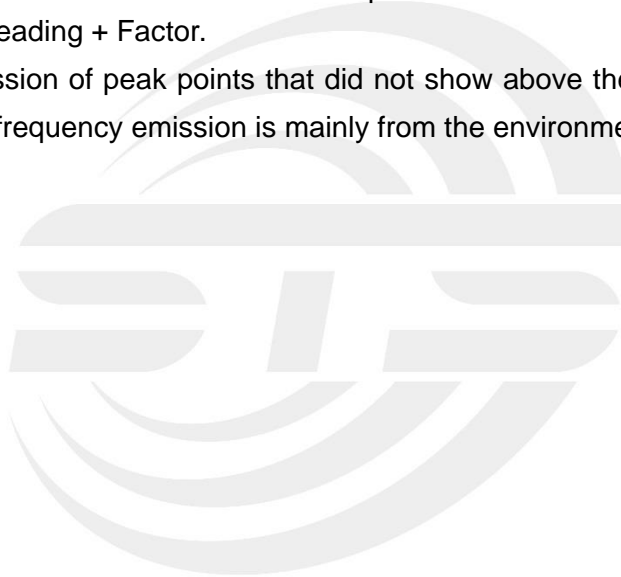 eading + Factor.
ssion of peak points that did not show above the
frequency emission is mainly from the environme
STS